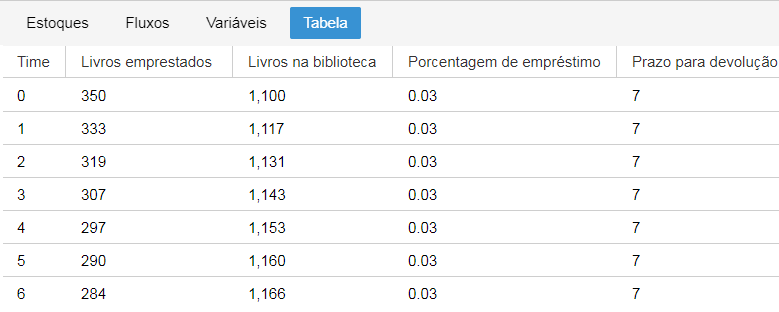 Estoques Fluxos Variáveis Tabela
Time Livros emprestados Livros na biblioteca Porcentagem de empréstimo Prazo para devolução
0 350 1,100 0.03 7
1 333 1,117 0.03 7
2 319 1,131 0.03 7
3 307 1,143 0.03 7
4 297 1,153 0.03 7
5 290 1,160 0.03 7
6 284 1,166 0.03 7